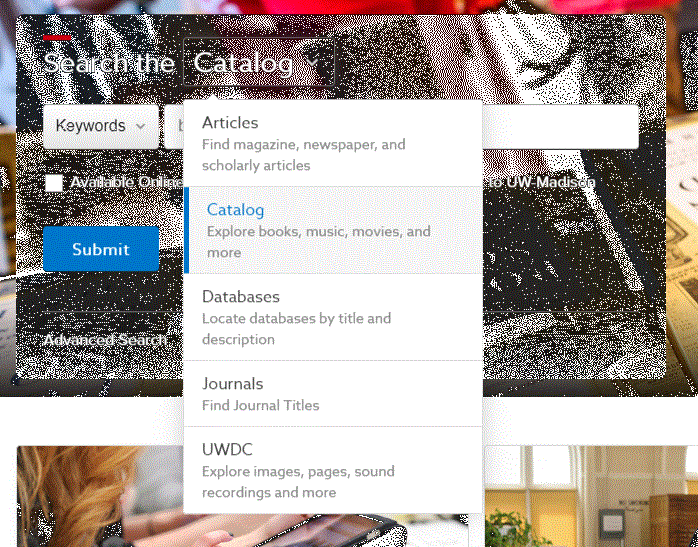 Search the Catalog
Keywords
Articles
Find magazine, newspaper, and
scholarly articles
Available Online
to UW-Madison
Catalog
Explore books, music, movies, and
more
Submit
Databases
Locate databases by title and
description
Advanced Search
Journals
Find Journal Titles
UWDC
Explore images, pages, sound
recordings and more